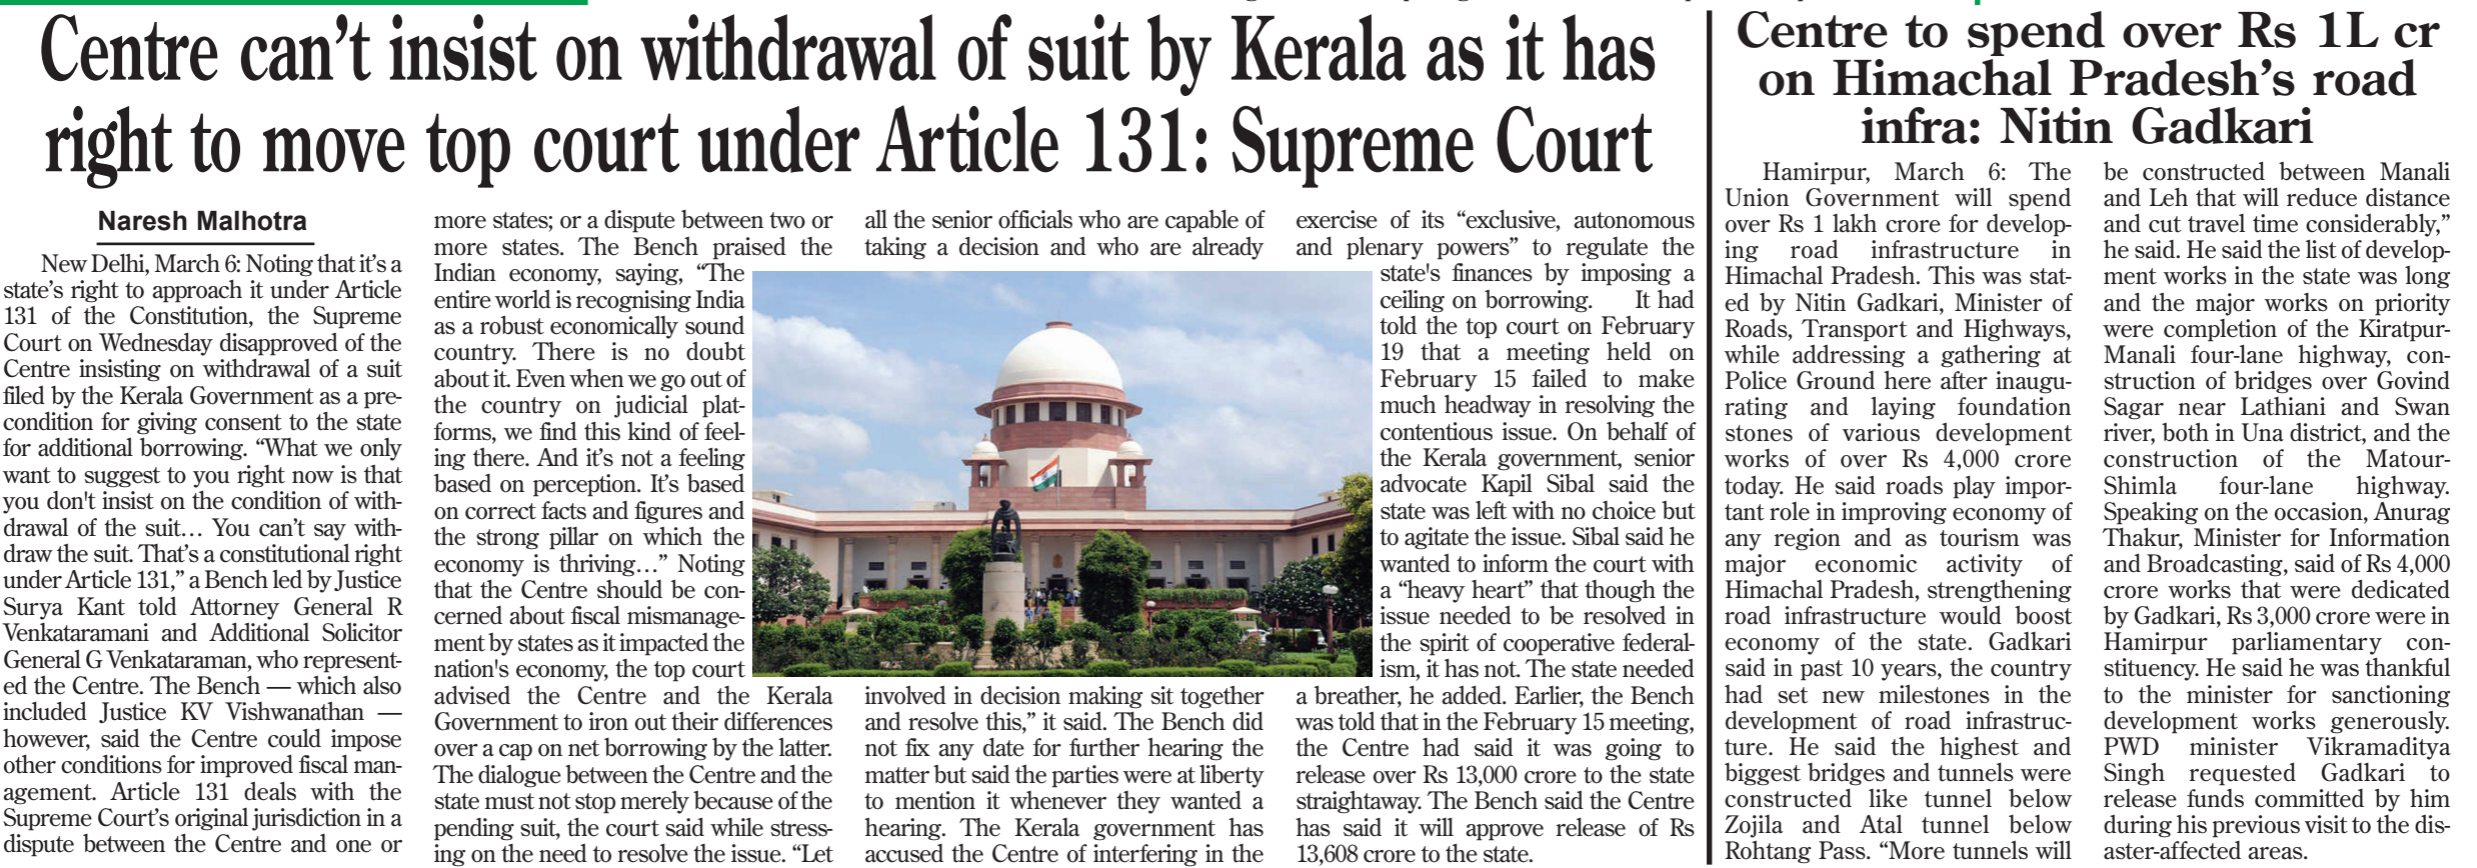 Centre can’t insist on withdrawal of suit by Kerala as it has
right to move top court under Article 131: Supreme Court
Naresh Malhotra
New Delhi, March 6: Noting that it’s a
state’s right to approach it under Article
131 of the Constitution, the Supreme
Court on Wednesday disapproved of the
Centre insisting on withdrawal of a suit
filed by the Kerala Government as a pre-
condition for giving consent to the state
for additional borrowing. “What we only
want to suggest to you right now is that
you don't insist on the condition of with-
drawal of the suit… You can’t say with-
draw the suit. That’s a constitutional right
under Article 131,” a Bench led by Justice
Surya Kant told Attorney General R
Venkataramani and Additional Solicitor
General G Venkataraman, who represent-
ed the Centre. The Bench — which also
included Justice KV Vishwanathan —
however, said the Centre could impose
other conditions for improved fiscal man-
agement. Article 131 deals with the
Supreme Court’s original jurisdiction in a
dispute between the Centre and one or
more states; or a dispute between two or
more states. The Bench praised the
Indian economy, saying, “The
entire world is recognising India
as a robust economically sound
country. There is no doubt
about it. Even when we go out of
the country on judicial plat-
forms, we find this kind of feel-
ing there. And it’s not a feeling
based on perception. It’s based
on correct facts and figures and
the strong pillar on which the
economy is thriving…” Noting
that the Centre should be con-
cerned about fiscal mismanage-
ment by states as it impacted the
nation's economy, the top court
advised the Centre and the Kerala
Government to iron out their differences
over a cap on net borrowing by the latter.
The dialogue between the Centre and the
state must not stop merely because of the
pending suit, the court said while stress-
ing on the need to resolve the issue. “Let
all the senior officials who are capable of
taking a decision and who are already
involved in decision making sit together
and resolve this,” it said. The Bench did
not fix any date for further hearing the
matter but said the parties were at liberty
to mention it whenever they wanted a
hearing. The Kerala government has
accused the Centre of interfering in the
exercise of its “exclusive, autonomous
and plenary powers” to regulate the
state's finances by imposing a
ceiling on borrowing. It had
told the top court on February
19 that a meeting held on
February 15 failed to make
much headway in resolving the
contentious issue. On behalf of
the Kerala government, senior
advocate Kapil Sibal said the
state was left with no choice but
to agitate the issue. Sibal said he
wanted to inform the court with
a “heavy heart” that though the
issue needed to be resolved in
the spirit of cooperative federal-
ism, it has not. The state needed
a breather, he added. Earlier, the Bench
was told that in the February 15 meeting,
the Centre had said it was going to
release over Rs 13,000 crore to the state
straightaway. The Bench said the Centre
has said it will approve release of Rs
13,608 crore to the state.
Centre to spend over Rs 1L cr
on Himachal Pradesh’s road
infra: Nitin Gadkari
Hamirpur, March 6: The
Union Government will spend
over Rs 1 lakh crore for develop-
ing road infrastructure in
Himachal Pradesh. This was stat-
ed by Nitin Gadkari, Minister of
Roads, Transport and Highways,
while addressing a gathering at
Police Ground here after inaugu-
rating and laying foundation
stones of various development
works of over Rs 4,000 crore
today. He said roads play impor-
tant role in improving economy of
any region and as tourism was
major economic activity of
Himachal Pradesh, strengthening
road infrastructure would boost
economy of the state. Gadkari
said in past 10 years, the country
had set new milestones in the
development of road infrastruc-
ture. He said the highest and
biggest bridges and tunnels were
constructed like tunnel below
Zojila and Atal tunnel below
Rohtang Pass. “More tunnels will
be constructed between Manali
and Leh that will reduce distance
and cut travel time considerably,”
he said. He said the list of develop-
ment works in the state was long
and the major works on priority
were completion of the Kiratpur-
Manali four-lane highway, con-
struction of bridges over Govind
Sagar near Lathiani and Swan
river, both in Una district, and the
construction of the Matour-
Shimla four-lane highway.
Speaking on the occasion, Anurag
Thakur, Minister for Information
and Broadcasting, said of Rs 4,000
crore works that were dedicated
by Gadkari, Rs 3,000 crore were in
Hamirpur parliamentary con-
stituency. He said he was thankful
to the minister for sanctioning
development works generously.
PWD minister Vikramaditya
Singh requested Gadkari to
release funds committed by him
during his previous visit to the dis-
aster-affected areas.